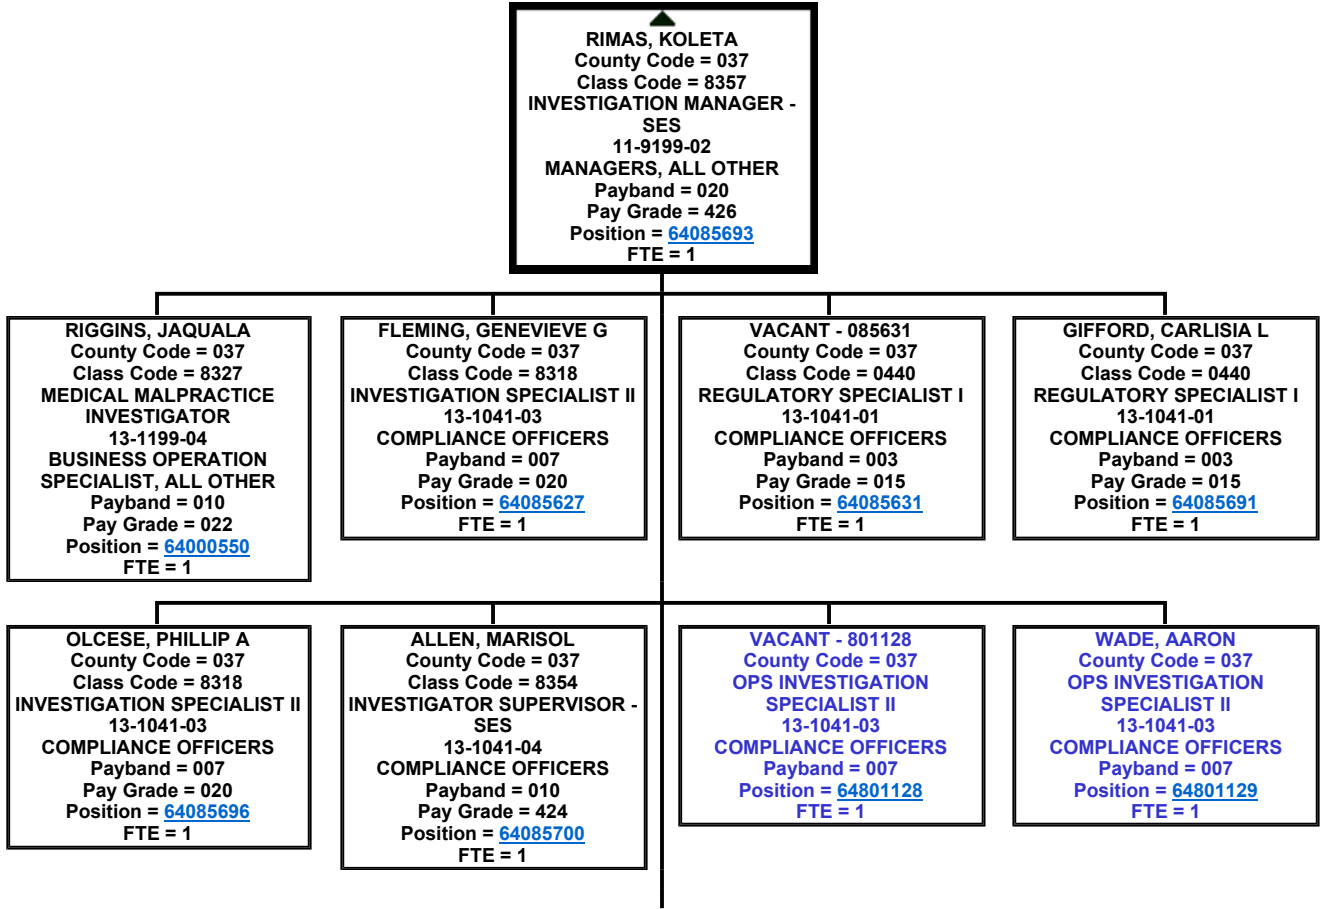 RIMAS, KOLETA
County Code = 037
Class Code = 8357
INVESTIGATION MANAGER -
SES
11-9199-02
MANAGERS, ALL OTHER
Payband = 020
Pay Grade = 426
Position = 64085693
FTE = 1
RIGGINS, JAQUALA
County Code = 037
Class Code = 8327
MEDICAL MALPRACTICE
INVESTIGATOR
13-1199-04
BUSINESS OPERATION
SPECIALIST, ALL OTHER
Payband = 010
Pay Grade = 022
Position = 64000550
FTE = 1
FLEMING, GENEVIEVE G
County Code = 037
Class Code = 8318
INVESTIGATION SPECIALIST II
13-1041-03
COMPLIANCE OFFICERS
Payband = 007
Pay Grade = 020
Position = 64085627
FTE = 1
VACANT - 085631
County Code = 037
Class Code = 0440
REGULATORY SPECIALIST I
13-1041-01
COMPLIANCE OFFICERS
Payband = 003
Pay Grade = 015
Position = 64085631
FTE = 1
GIFFORD, CARLISIA L
County Code = 037
Class Code = 0440
REGULATORY SPECIALIST I
13-1041-01
COMPLIANCE OFFICERS
Payband = 003
Pay Grade = 015
Position = 64085691
FTE = 1
OLCESE, PHILLIP A
County Code = 037
Class Code = 8318
INVESTIGATION SPECIALIST II
13-1041-03
COMPLIANCE OFFICERS
Payband = 007
Pay Grade = 020
Position = 64085696
FTE = 1
ALLEN, MARISOL
County Code = 037
Class Code = 8354
INVESTIGATOR SUPERVISOR -
SES
13-1041-04
COMPLIANCE OFFICERS
Payband = 010
Pay Grade = 424
Position = 64085700
FTE = 1
VACANT - 801128
County Code = 037
OPS INVESTIGATION
SPECIALIST II
13-1041-03
COMPLIANCE OFFICERS
Payband = 007
Position = 64801128
FTE = 1
WADE, AARON
County Code = 037
OPS INVESTIGATION
SPECIALIST II
13-1041-03
COMPLIANCE OFFICERS
Payband = 007
Position = 64801129
FTE = 1